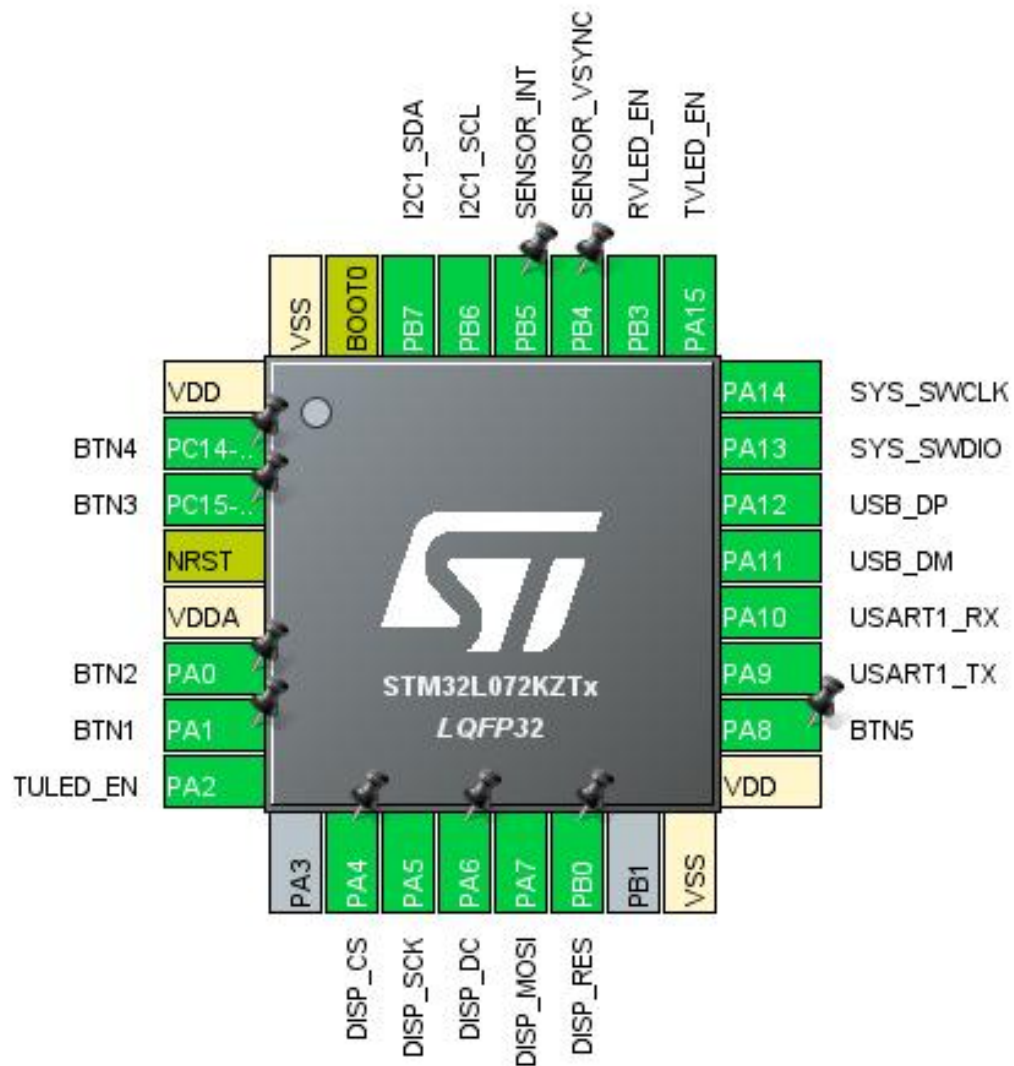 I2C1_SDA
I2C1_SCL
SENSOR_INT
SENSOR_VSYNC
RVLED_EN
TVLED_EN
VSS
BOOT0
PB7
PB6
PB5
PB4
PB3
PA15
VDD
BTN4 PC14-..
BTN3 PC15-..
NRST
VDDA
BTN2 PA0
BTN1 PA1
TULED_EN PA2
PA14 SYS_SWCLK
PA13 SYS_SWDIO
PA12 USB_DP
PA11 USB_DM
PA10 USART1_RX
PA9 USART1_TX
PA8 BTN5
VDD
ST
STM32L072KZTx
LQFP32
PA3
PA4
PA5
PA6
PA7
PB0
PB1
VSS
DISP_CS
DISP_SCK
DISP_DC
DISP_MOSI
DISP_RES